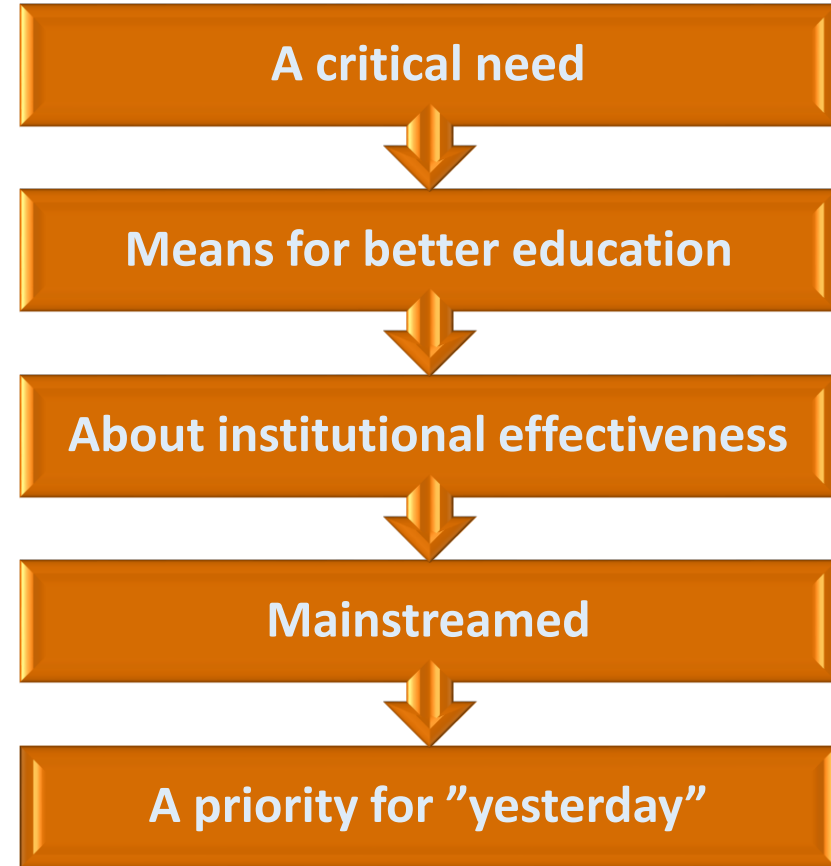 A critical need
Means for better education
About institutional effectiveness
Mainstreamed
A priority for ”yesterday”